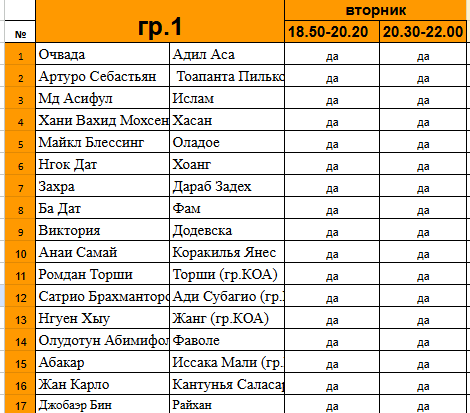 № гр.1 вторник
18.50-20.20 20.30-22.00
1 Очвада Адил Аса да да
2 Артуро Себастьян Тоапанта Пилько да да
3 Мд Асифул Ислам да да
4 Хани Вахид Мохсен Хасан да да
5 Майкл Блессинг Оладое да да
6 Нгок Дат Хоанг да да
7 Захра Дараб Задех да да
8 Ба Дат Фам да да
9 Виктория Додевска да да
10 Анаи Самай Коракилья Янес да да
11 Ромдан Торши Торши (гр.КОА) да да
12 Сатрио Брахманторо Ади Субагио (гр. да да
13 Нгуен Хыу Жанг (гр.КОА) да да
14 Олудотун Абимифол Фаволе да да
15 Абакар Иссака Мали (гр. да да
16 Жан Карло Кантунья Саласар да да
17 Джобаэр Бин Райхан да да